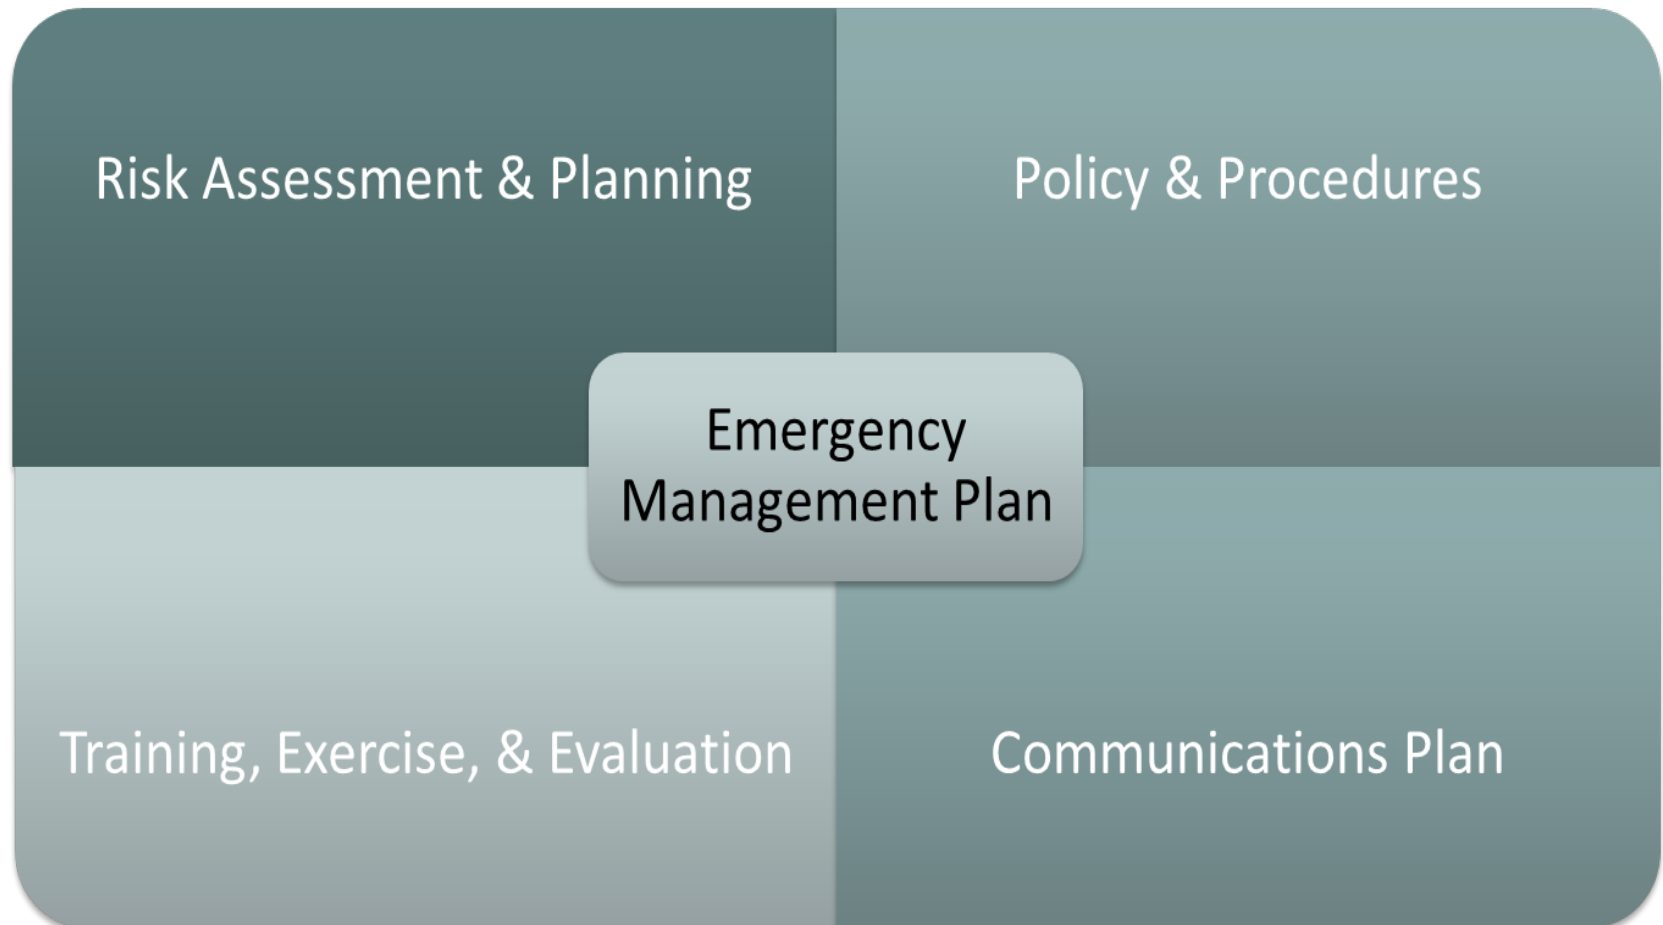 Risk Assessment & Planning
Policy & Procedures
Emergency
Management Plan
Training, Exercise, & Evaluation
Communications Plan